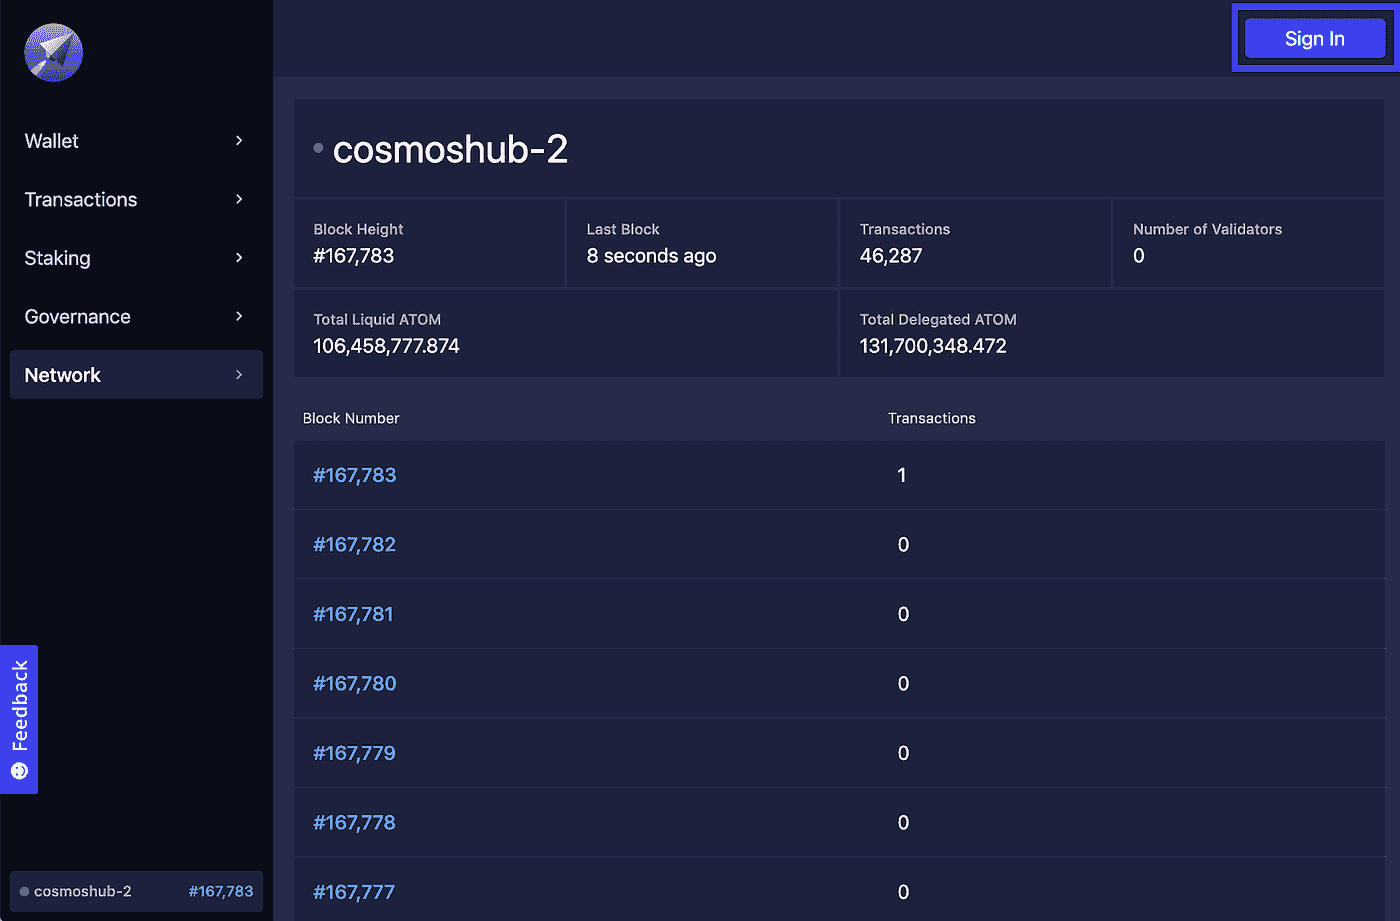 Sign In
Wallet
Transactions
Staking
Governance
Network
Feedback
cosmoshub-2 #167,783
cosmoshub-2
Block Height
#167,783
Last Block
8 seconds ago
Transactions
46,287
Number of Validators
0
Total Liquid ATOM
106,458,777.874
Total Delegated ATOM
131,700,348.472
Block Number Transactions
#167,783 1
#167,782 0
#167,781 0
#167,780 0
#167,779 0
#167,778 0
#167,777 0